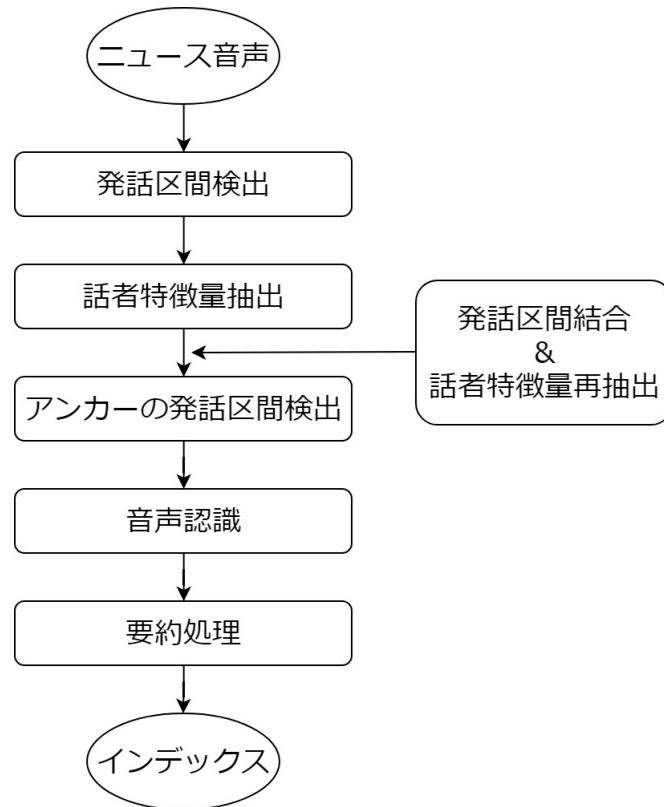 ニュース音声
発話区間検出
話者特徴量抽出
発話区間結合
&
話者特徴量再抽出
アンカーの発話区間検出
音声認識
要約処理
インデックス